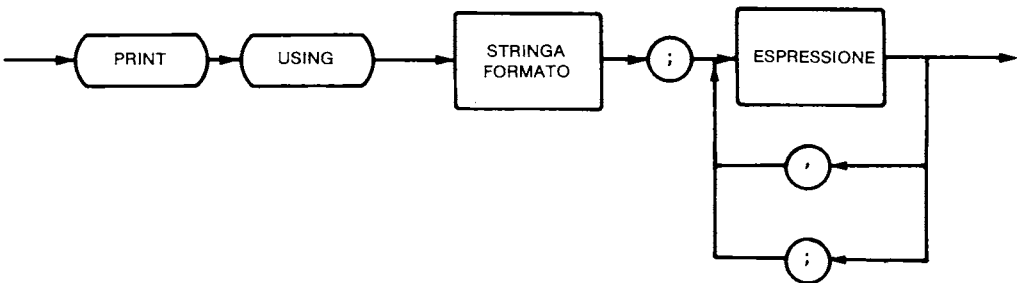 PRINT
USING
STRINGA
FORMATO
;
ESPRESSIONE
,
;